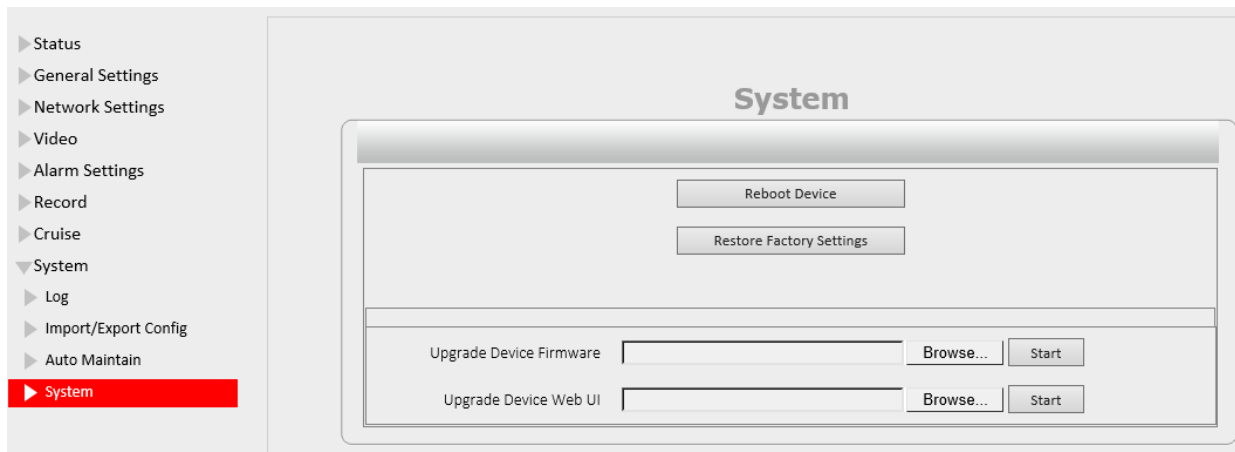 Status
General Settings
Network Settings
Video
Alarm Settings
Record
Cruise
System
Log
Import/Export Config
Auto Maintain
System
System
Reboot Device
Restore Factory Settings
Upgrade Device Firmware Browse... Start
Upgrade Device Web UI Browse... Start